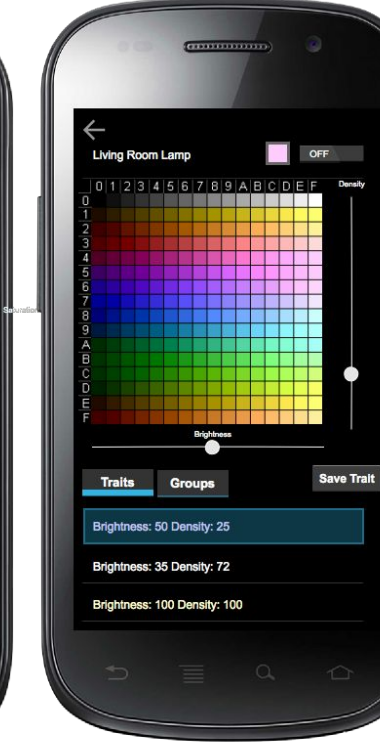 Living Room Lamp
OFF
0 1 2 3 4 5 6 7 8 9 A B C D E F
Density
0
1
2
3
4
5
6
7
8
9
A
B
C
D
E
F
Saturation
Brightness
Traits
Groups
Save Trait
Brightness: 50 Density: 25
Brightness: 35 Density: 72
Brightness: 100 Density: 100